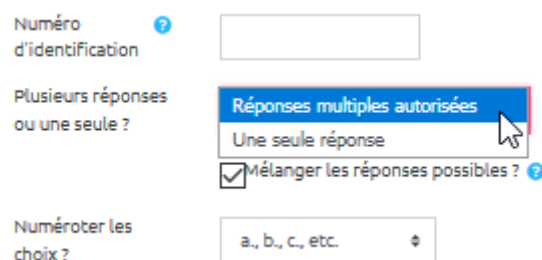 Numéro
d'identification
Plusieurs réponses
ou une seule ?
Réponses multiples autorisées
Une seule réponse
Mélanger les réponses possibles ?
Numéroter les
choix ?
a., b., c., etc.